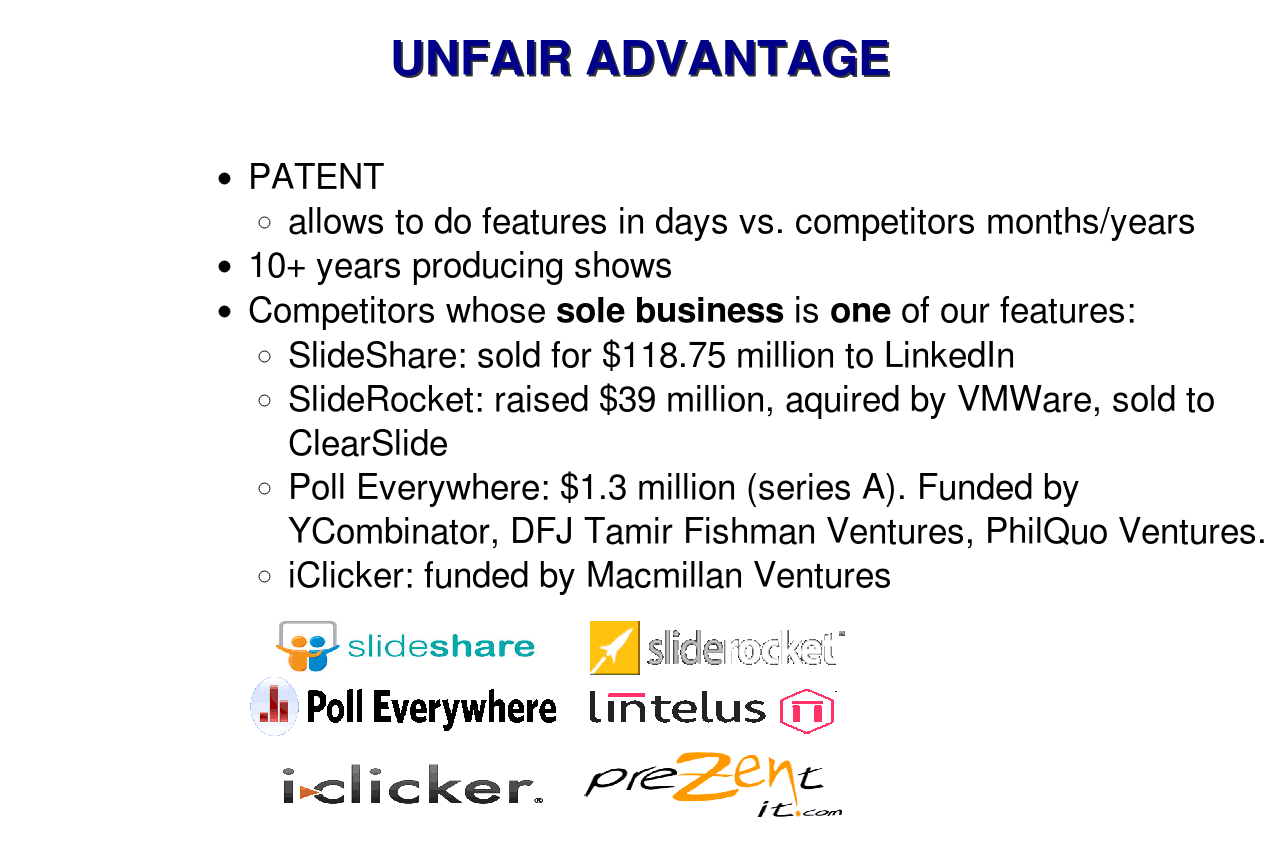 UNFAIR ADVANTAGE
PATENT
allows to do features in days vs. competitors months/years
10+ years producing shows
Competitors whose sole business is one of our features:
SlideShare: sold for $118.75 million to LinkedIn
SlideRocket: raised $39 million, aquired by VMWare, sold to
ClearSlide
Poll Everywhere: $1.3 million (series A). Funded by
YCombinator, DFJ Tamir Fishman Ventures, PhilQuo Ventures.
iClicker: funded by Macmillan Ventures
slideshare
sliderocket
Poll Everywhere
lintelus
i>clicker
preZent
it.com